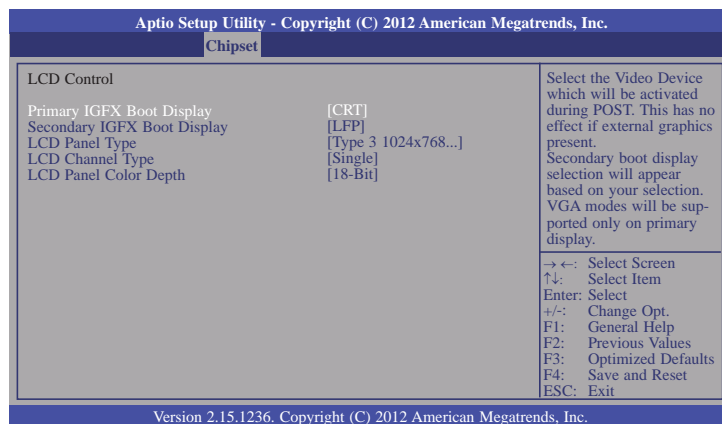 Aptio Setup Utility - Copyright (C) 2012 American Megatrends, Inc.
Chipset
LCD Control
Primary IGFX Boot Display [CRT]
Secondary IGFX Boot Display [LFP]
LCD Panel Type [Type 3 1024x768...]
LCD Channel Type [Single]
LCD Panel Color Depth [18-Bit]
Select the Video Device
which will be activated
during POST. This has no
effect if external graphics
present.
Secondary boot display
selection will appear
based on your selection.
VGA modes will be sup-
ported only on primary
display.
→←: Select Screen
↑↓: Select Item
Enter: Select
+/-: Change Opt.
F1: General Help
F2: Previous Values
F3: Optimized Defaults
F4: Save and Reset
ESC: Exit
Version 2.15.1236. Copyright (C) 2012 American Megatrends, Inc.